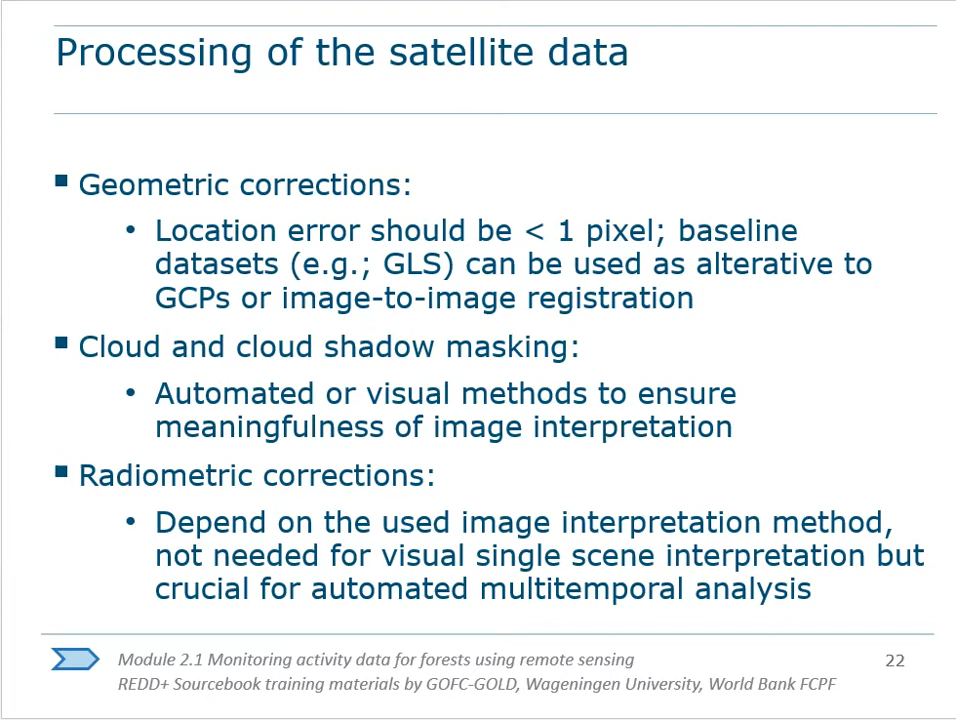 Processing of the satellite data
▪ Geometric corrections:
• Location error should be < 1 pixel; baseline
datasets (e.g.; GLS) can be used as alterative to
GCPs or image-to-image registration
▪ Cloud and cloud shadow masking:
• Automated or visual methods to ensure
meaningfulness of image interpretation
▪ Radiometric corrections:
• Depend on the used image interpretation method,
not needed for visual single scene interpretation but
crucial for automated multitemporal analysis
Module 2.1 Monitoring activity data for forests using remote sensing
REDD+ Sourcebook training materials by GOFC-GOLD, Wageningen University, World Bank FCPF
22